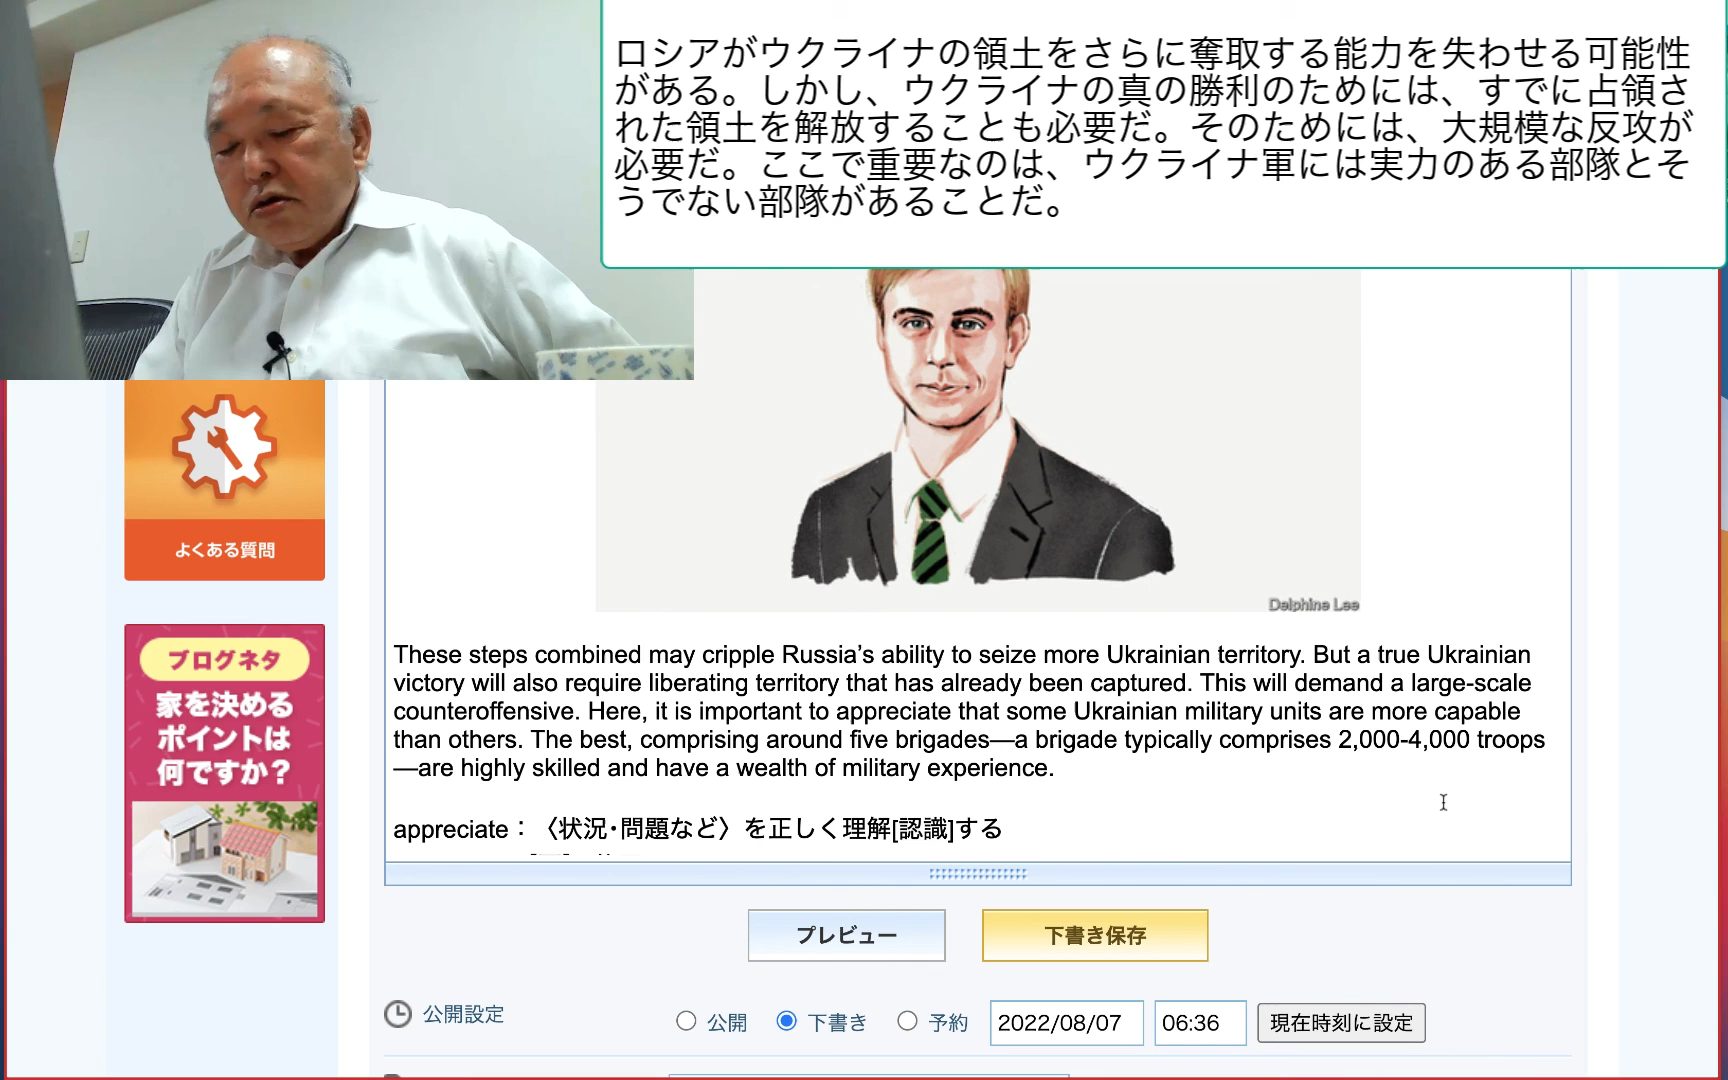 ロシアがウクライナの領土をさらに奪取する能力を失わせる可能性
がある。しかし、ウクライナの真の勝利のためには、すでに占領さ
れた領土を解放することも必要だ。そのためには、大規模な反攻が
必要だ。ここで重要なのは、ウクライナ軍には実力のある部隊とそ
うでない部隊があることだ。
Delphine Lee
よくある質問
ブログネタ
家を決める
ポイントは
何ですか?
These steps combined may cripple Russia’s ability to seize more Ukrainian territory. But a true Ukrainian
victory will also require liberating territory that has already been captured. This will demand a large-scale
counteroffensive. Here, it is important to appreciate that some Ukrainian military units are more capable
than others. The best, comprising around five brigades—a brigade typically comprises 2,000-4,000 troops
—are highly skilled and have a wealth of military experience.
appreciate：〈状況･問題など〉を正しく理解[認識]する
プレビュー
下書き保存
公開設定
公開
下書き
予約
2022/08/07
06:36
現在時刻に設定